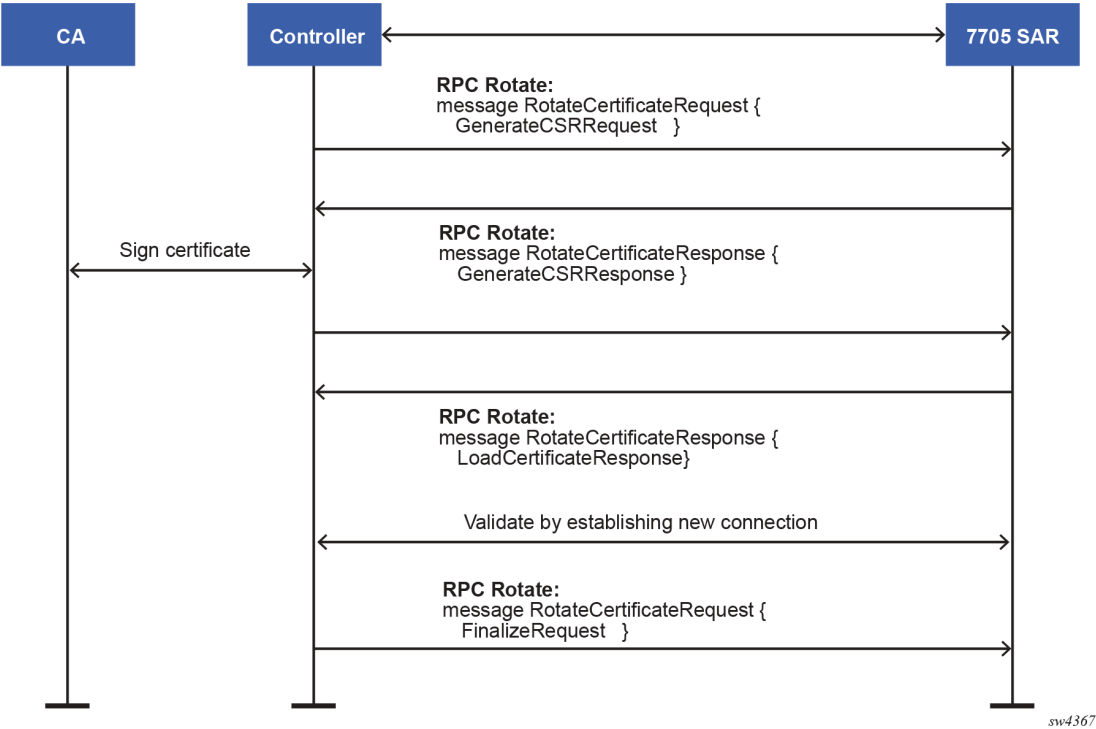 CA
Controller
7705 SAR
RPC Rotate:
message RotateCertificateRequest {
GenerateCSRRequest }
RPC Rotate:
message RotateCertificateResponse {
GenerateCSRResponse }
Sign certificate
RPC Rotate:
message RotateCertificateResponse {
LoadCertificateResponse}
Validate by establishing new connection
RPC Rotate:
message RotateCertificateRequest {
FinalizeRequest }
sw4367